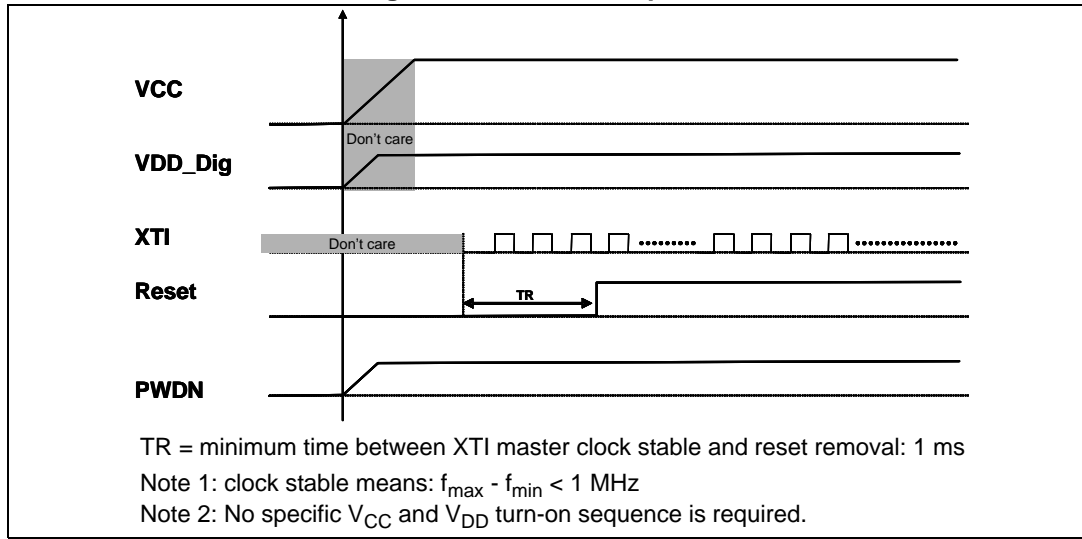 VCC
Don't care
VDD_Dig
XTI
Don't care
Reset
TR
PWDN
TR = minimum time between XTI master clock stable and reset removal: 1 ms
Note 1: clock stable means: fmax - fmin < 1 MHz
Note 2: No specific VCC and VDD turn-on sequence is required.